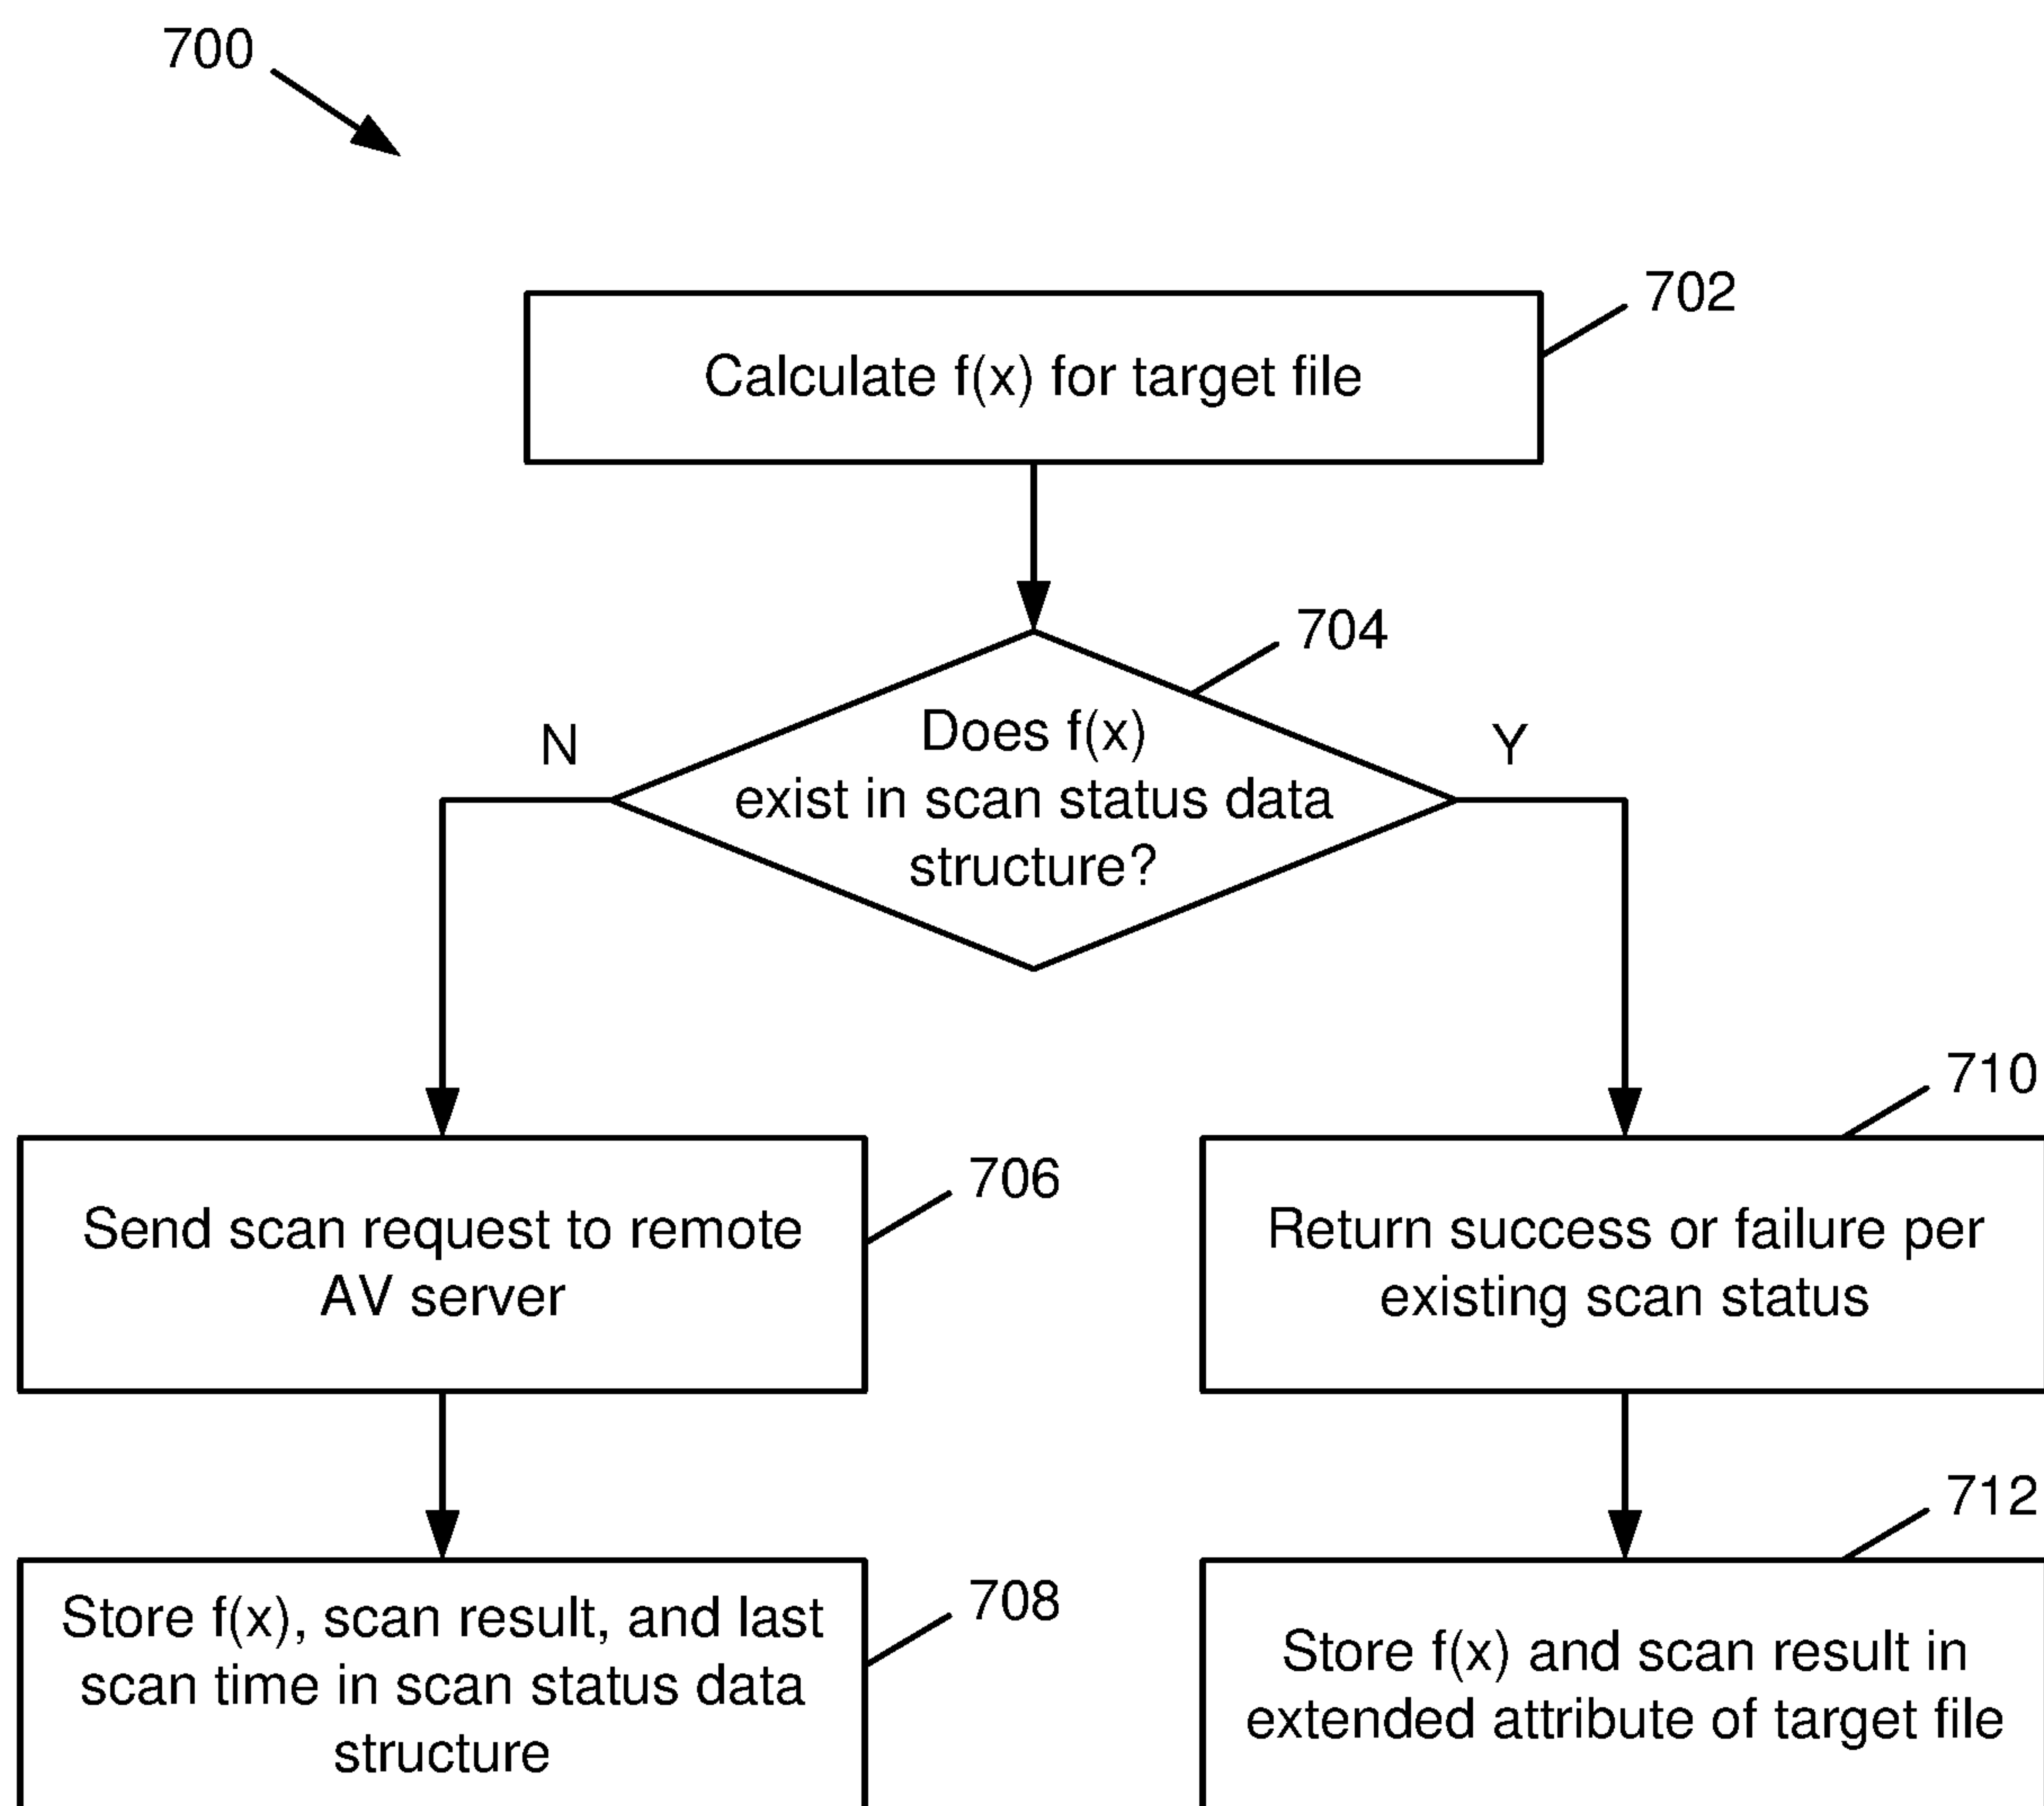 700
702
Calculate f(x) for target file
704
Does f(x)
exist in scan status data
structure?
N
Y
706
Send scan request to remote
AV server
710
Return success or failure per
existing scan status
708
Store f(x), scan result, and last
scan time in scan status data
structure
712
Store f(x) and scan result in
extended attribute of target file